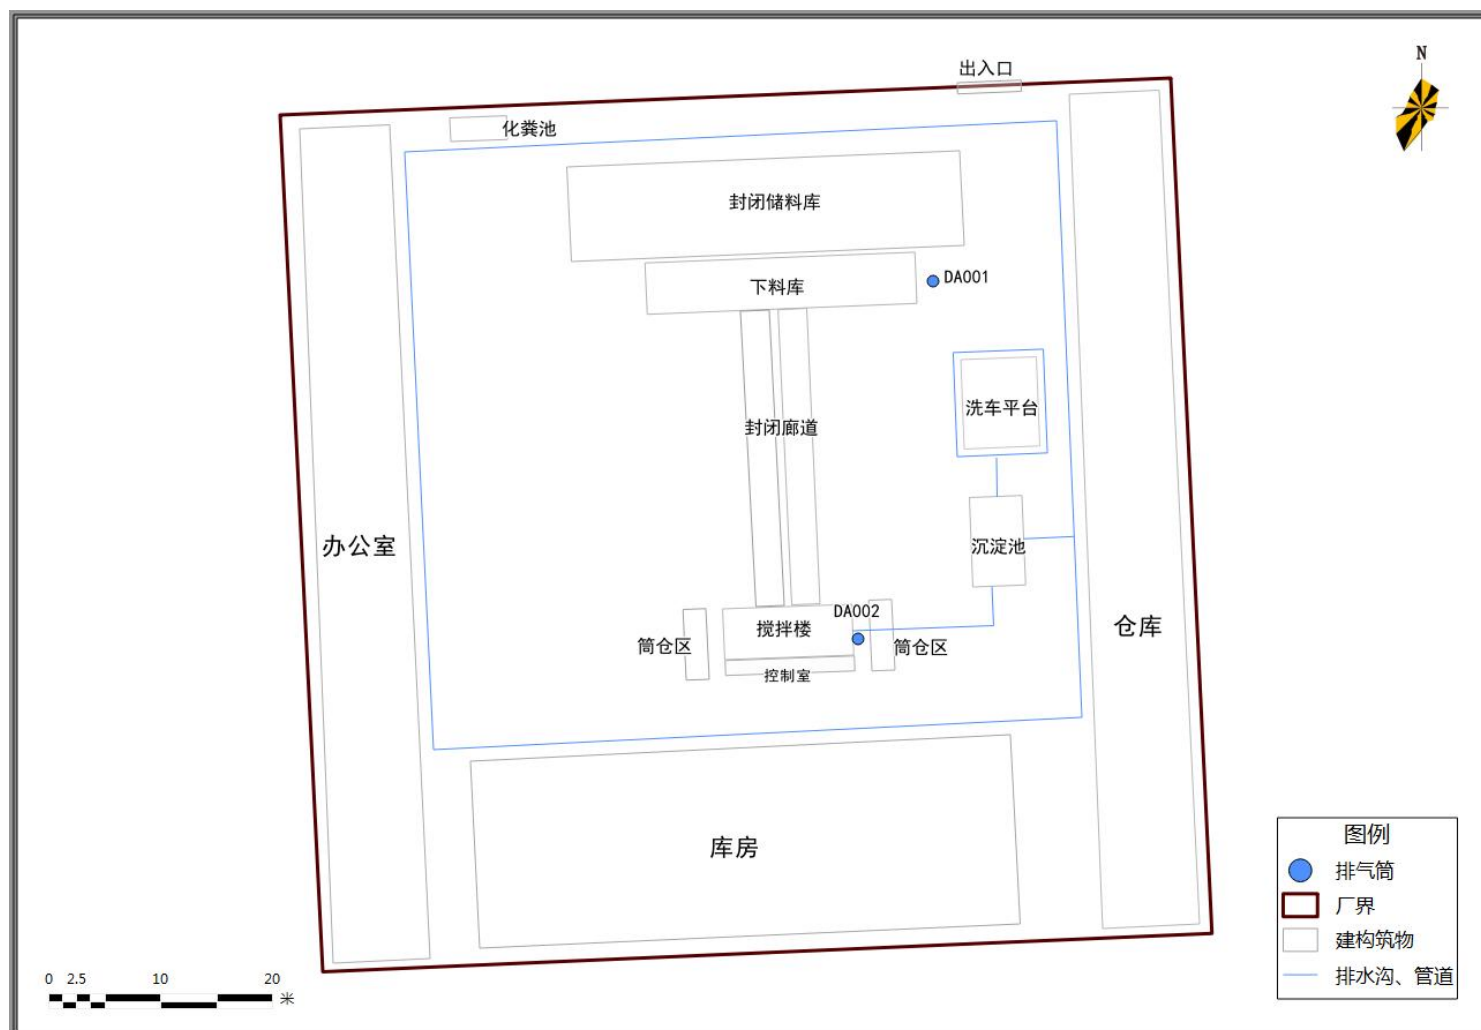 N
出入口
化粪池
封闭储料库
下料库
DA001
洗车平台
封闭廊道
办公室
沉淀池
DA002
搅拌楼
仓库
筒仓区
筒仓区
控制室
库房
图例
排气筒
厂界
建构筑物
排水沟、管道
0 2.5 10 20
米